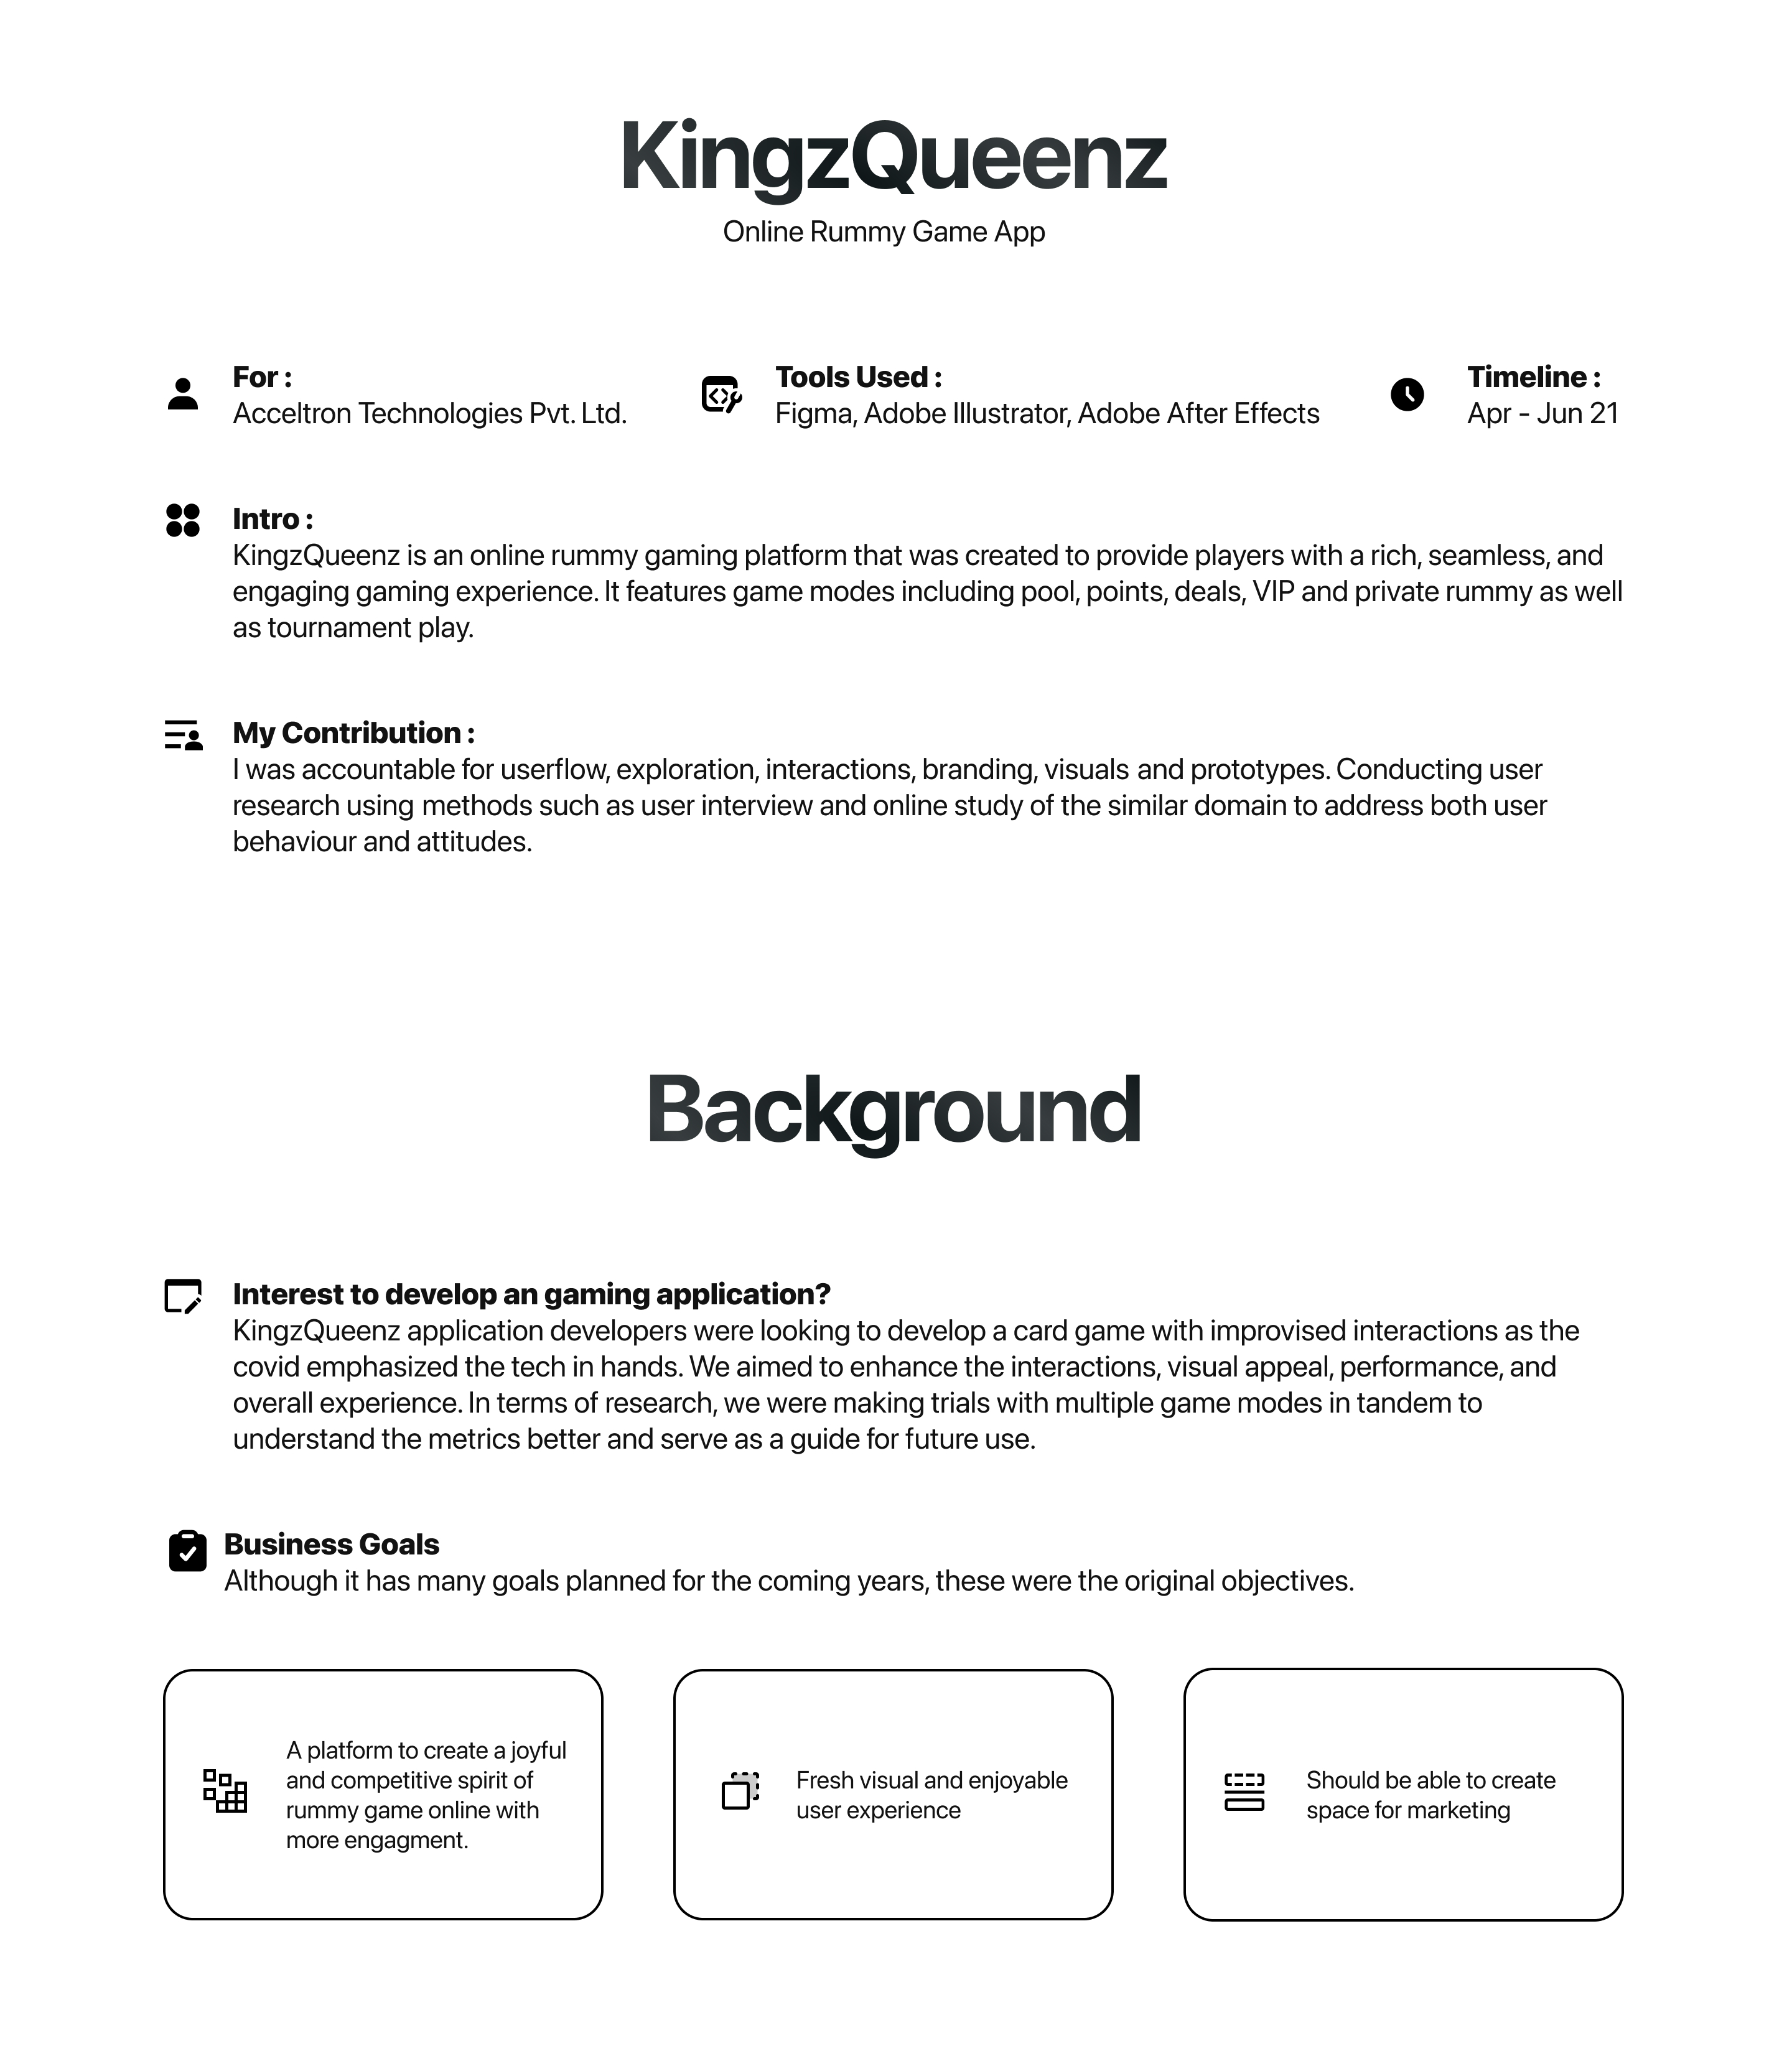 KingzQueenz
Online Rummy Game App
For :
Acceltron Technologies Pvt. Ltd.
Tools Used :
Figma, Adobe Illustrator, Adobe After Effects
Timeline :
Apr - Jun 21
Intro :
KingzQueenz is an online rummy gaming platform that was created to provide players with a rich, seamless, and
engaging gaming experience. It features game modes including pool, points, deals, VIP and private rummy as well
as tournament play.
My Contribution :
I was accountable for userflow, exploration, interactions, branding, visuals and prototypes. Conducting user
research using methods such as user interview and online study of the similar domain to address both user
behaviour and attitudes.
Background
Interest to develop an gaming application?
KingzQueenz application developers were looking to develop a card game with improvised interactions as the
covid emphasized the tech in hands. We aimed to enhance the interactions, visual appeal, performance, and
overall experience. In terms of research, we were making trials with multiple game modes in tandem to
understand the metrics better and serve as a guide for future use.
Business Goals
Although it has many goals planned for the coming years, these were the original objectives.
A platform to create a joyful
and competitive spirit of
rummy game online with
more engagment.
Fresh visual and enjoyable
user experience
Should be able to create
space for marketing